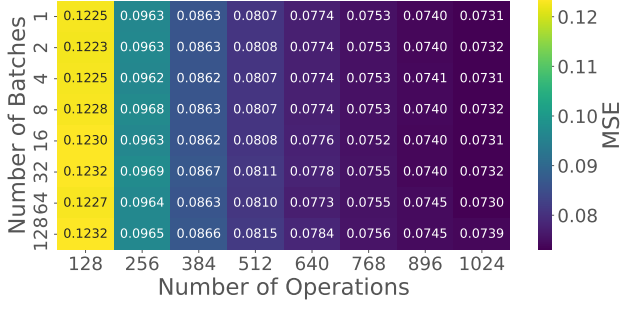 Number of Batches
1 0.1225 0.0963 0.0863 0.0807 0.0774 0.0753 0.0740 0.0731
2 0.1223 0.0963 0.0863 0.0808 0.0774 0.0753 0.0740 0.0732
4 0.1225 0.0962 0.0862 0.0807 0.0774 0.0753 0.0741 0.0731
8 0.1228 0.0968 0.0863 0.0807 0.0774 0.0753 0.0740 0.0732
16 0.1230 0.0963 0.0862 0.0808 0.0776 0.0752 0.0740 0.0731
32 0.1232 0.0969 0.0867 0.0811 0.0778 0.0755 0.0740 0.0732
64 0.1227 0.0964 0.0863 0.0810 0.0773 0.0755 0.0745 0.0730
128 0.1232 0.0965 0.0866 0.0815 0.0784 0.0756 0.0745 0.0739
128 256 384 512 640 768 896 1024
Number of Operations
0.12
0.11
0.10
0.09
0.08
MSE